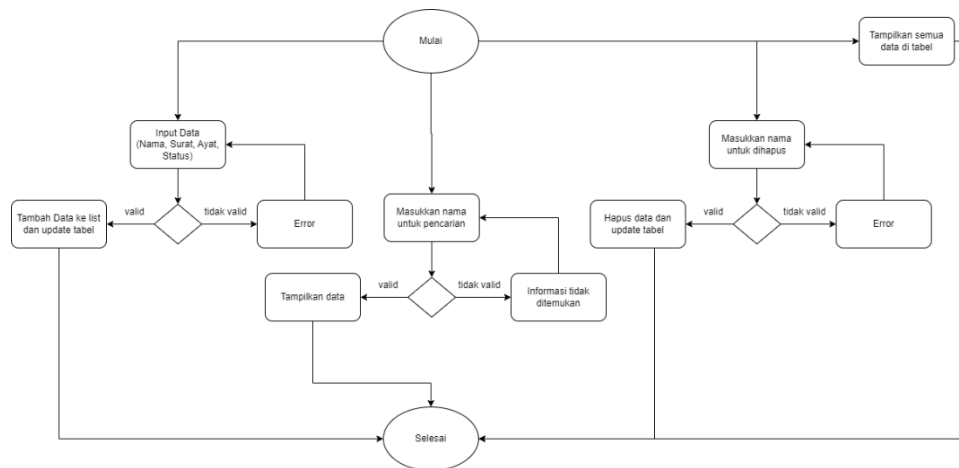 Mulai
Tampilkan semua
data di tabel
Input Data
(Nama, Surat, Ayat,
Status)
Masukkan nama
untuk dihapus
Tambah Data ke list
dan update tabel
valid
tidak valid
Error
Masukkan nama
untuk pencarian
Hapus data dan
update tabel
valid
tidak valid
Error
Tampilkan data
valid
tidak valid
Informasi tidak
ditemukan
Selesai